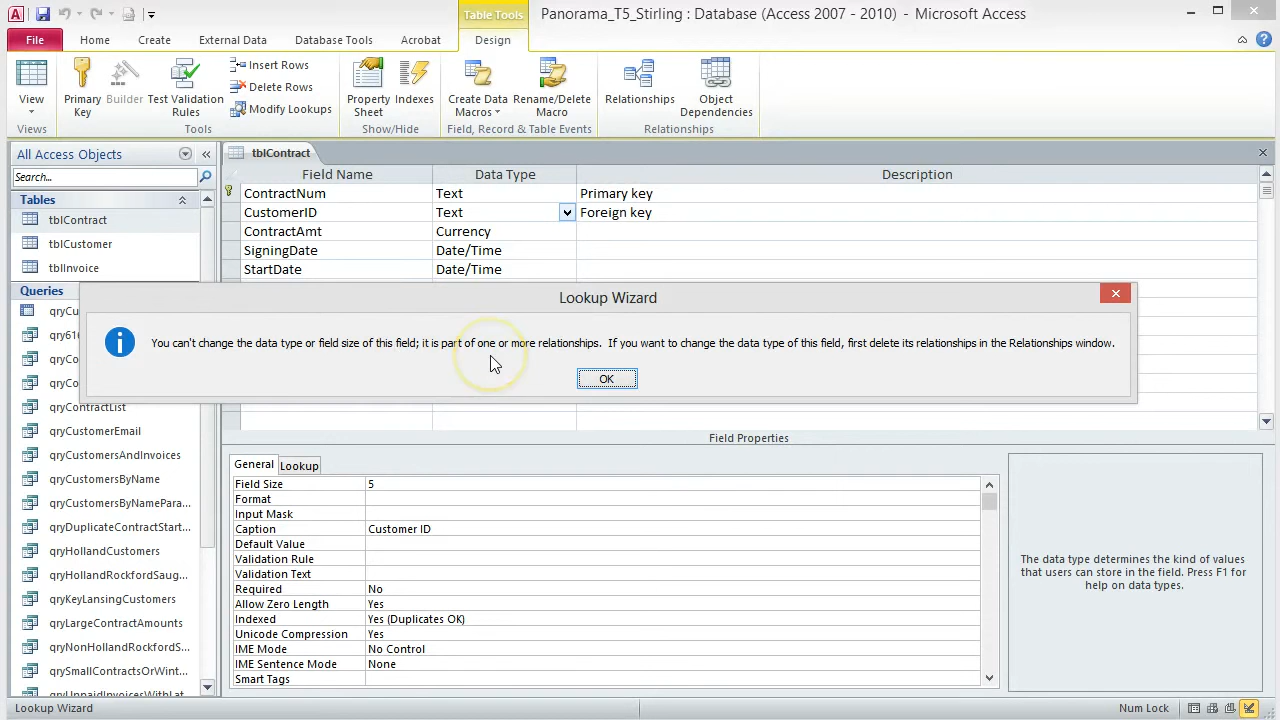 Table Tools
Panorama_T5_Stirling : Database (Access 2007 - 2010) - Microsoft Access
File
Home
Create
External Data
Database Tools
Acrobat
Design
View
Primary
Key
Builder
Test Validation
Rules
Insert Rows
Delete Rows
Modify Lookups
Property
Sheet
Indexes
Create Data
Macros
Rename/Delete
Macro
Relationships
Object
Dependencies
Views
Tools
Show/Hide
Field, Record & Table Events
Relationships
All Access Objects
Search...
Tables
tblContract
tblCustomer
tblInvoice
Queries
qryCu
qry616
qryCo
qryCo
qryContractList
qryCustomerEmail
qryCustomersAndInvoices
qryCustomersByName
qryCustomersByNamePara...
qryDuplicateContractStart...
qryHollandCustomers
qryHollandRockfordSaug...
qryKeyLansingCustomers
qryLargeContractAmounts
qryNonHollandRockfordS...
qrySmallContractsOrWint...
qryUnpaidInvoicesWithLat...
tblContract
Field Name
Data Type
Description
ContractNum
Text
Primary key
CustomerID
Text
Foreign key
ContractAmt
Currency
SigningDate
Date/Time
StartDate
Date/Time
Lookup Wizard
You can't change the data type or field size of this field; it is part of one or more relationships. If you want to change the data type of this field, first delete its relationships in the Relationships window.
OK
Field Properties
General
Lookup
Field Size
5
Format
Input Mask
Caption
Customer ID
Default Value
Validation Rule
Validation Text
Required
No
Allow Zero Length
Yes
Indexed
Yes (Duplicates OK)
Unicode Compression
Yes
IME Mode
No Control
IME Sentence Mode
None
Smart Tags
The data type determines the kind of values
that users can store in the field. Press F1 for
help on data types.
Lookup Wizard
Num Lock